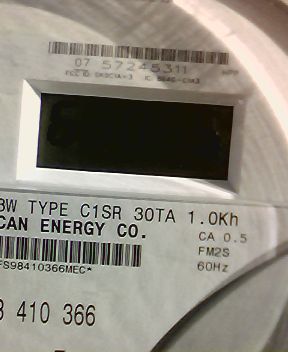 07 57245311
3W TYPE C1SR 30TA 1.0Kh
CAN ENERGY CO.
CA 0.5
FM2S
60Hz
FS98410366MEC*
8 410 366